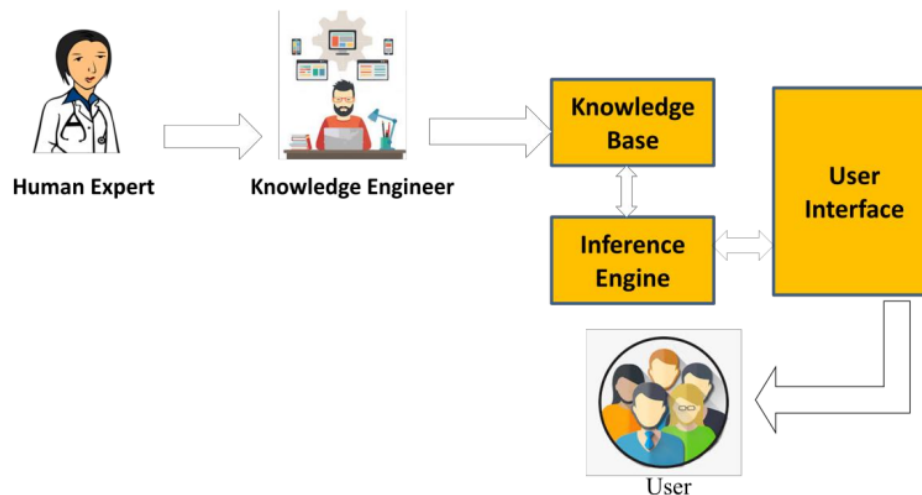 Human Expert
Knowledge Engineer
Knowledge
Base
Inference
Engine
User
Interface
User